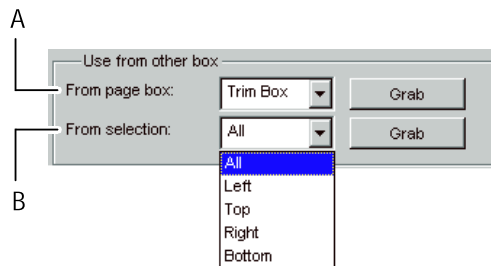 A
Use from other box
From page box: Trim Box Grab
From selection: All Grab
B
All
Left
Top
Right
Bottom